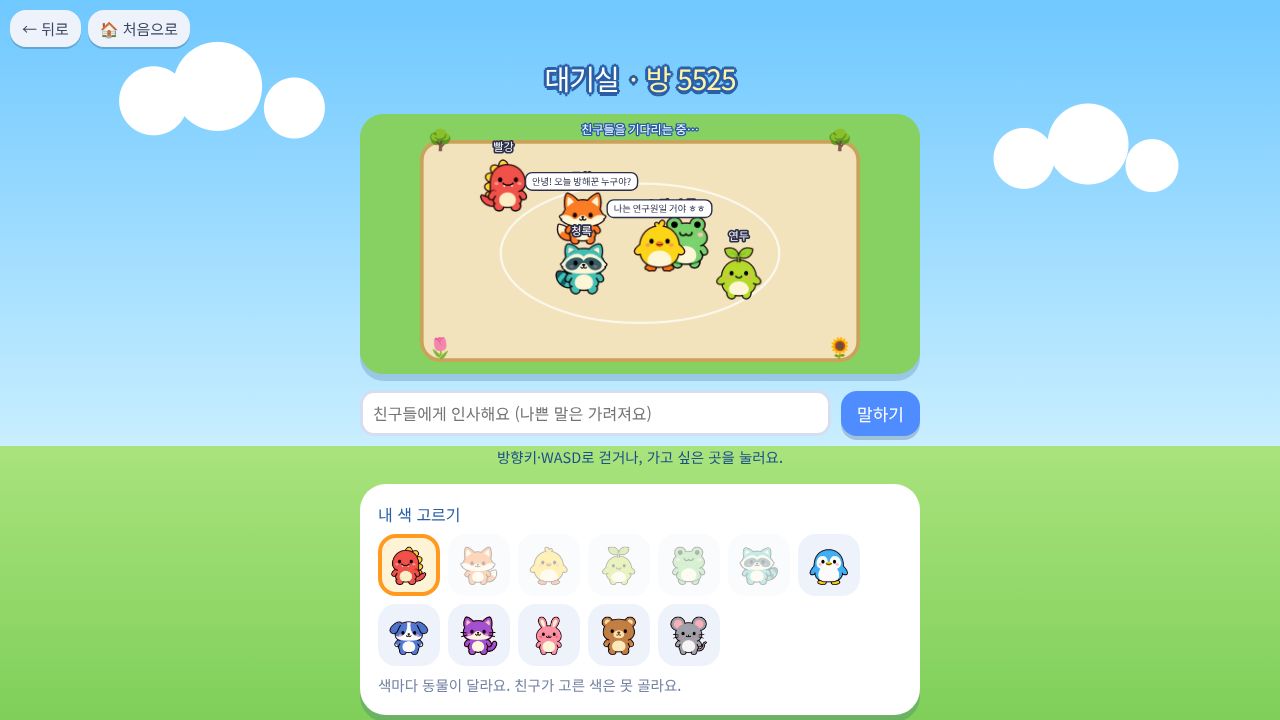 ← 뒤로
처음으로
대기실 · 방 5525
친구들을 기다리는 중…
빨강
안녕! 오늘 방해꾼 누구야?
나는 연구원일 거야 ㅎㅎ
청록
연두
친구들에게 인사해요 (나쁜 말은 가려져요)
말하기
방향키·WASD로 걷거나, 가고 싶은 곳을 눌러요.
내 색 고르기
색마다 동물이 달라요. 친구가 고른 색은 못 골라요.